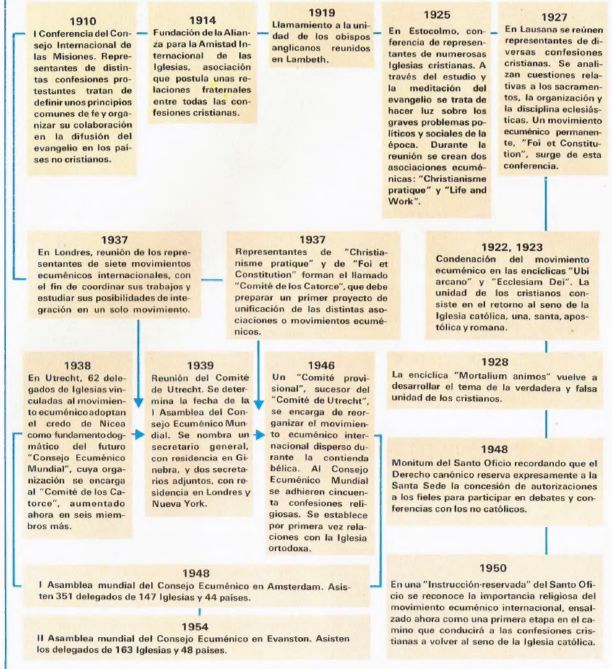 1910
I Conferencia del Con-
sejo Internacional de
las Misiones. Repre-
sentantes de distin-
tas confesiones pro-
testuntes tratan de
definir unos principios
comunes de fe y orga-
nizar su colaboración
en la difusión del
evangelio en los paí-
ses no cristianos.
1914
Fundación de la Alian-
za para la Amistad In-
ternacional de las
Iglesias, asociación
que postula unas re-
laciones fraternales
entre todas las con-
fesiones cristianas.
1919
Llamamiento a la uni-
dad de los obispos
anglicanos reunidos
en Lambeth.
1925
En Estocolmo, con-
ferencia de represen-
tantes de numerosas
Iglesias cristianas. A
través del estudio y
la meditación del
evangelio se trata de
hacer luz sobre los
graves problemas po-
líticos y sociales de la
época. Durante la
reunión se crean dos
asociaciones ecumé-
nicas: "Christianisme
pratique" y "Life and
Work".
1927
En Lausana se reúnen
representantes de di-
versas confesiones
cristianas. Se anali-
zan cuestiones rela-
tivas a los sacramen-
tos, la organización y
la disciplina eclesiás-
ticas. Un movimiento
ecuménico permanen-
te, "Foi et Constitu-
tion", surge de esta
conferencia.
1937
En Londres, reunión de los repre-
sentantes de siete movimientos
ecuménicos internacionales, con
el fin de coordinar sus trabajos y
estudiar sus posibilidades de inte-
gración en un solo movimiento.
1937
Representantes de "Christia-
nisme pratique" y de "Foi et
Constitution" forman el llamado
"Comité de los Catorce", que debe
preparar un primer proyecto de
unificación de las distintas aso-
ciaciones o movimientos ecumé-
nicos.
1922, 1923
Condenación del movimiento
ecuménico en las encíclicas "Ubi
arcano" y "Ecclesiam Dei". La
unidad de los cristianos con-
siste en el retorno al seno de la
Iglesia católica, una, santa, apos-
tólica y romana.
1938
En Utrecht, 62 dele-
gados de Iglesias vin-
culadas al movimien-
to ecuménico adoptan
el credo de Nicea
como fundamento dog-
mático del futuro
"Consejo Ecuménico
Mundial", cuya orga-
nización se encarga
al "Comité de los Ca-
torce", aumentado
ahora en seis miem-
bros más.
1939
Reunión del Comité
de Utrecht. Se deter-
mina la fecha de la
I Asamblea del Con-
sejo Ecuménico Mun-
dial. Se nombra un
secretario general,
con residencia en Gi-
nebra, y dos secreta-
rios adjuntos, con re-
sidencia en Londres y
Nueva York.
1946
Un "Comité provi-
sional", sucesor del
"Comité de Utrecht",
se encarga de reor-
ganizar el movimien-
to ecuménico inter-
nacional disperso du-
rante la contienda
bélica. Al Consejo
Ecuménico Mundial
se adhieren cincuen-
ta confesiones reli-
giosas. Se establece
por primera vez rela-
ciones con la Iglesia
ortodoxa.
1928
La encíclica "Mortalium animos" vuelve a
desarrollar el tema de la verdadera y falsa
unidad de los cristianos.
1948
Monitum del Santo Oficio recordando que el
Derecho canónico reserva expresamente a la
Santa Sede la concesión de autorizaciones
a los fieles para participar en debates y con-
ferencias con los no católicos.
1948
I Asamblea mundial del Consejo Ecuménico en Amsterdam. Asis-
ten 351 delegados de 147 Iglesias y 44 países.
1954
II Asamblea mundial del Consejo Ecuménico en Evanston. Asisten
los delegados de 163 Iglesias y 48 países.
1950
En una "Instrucción-reservada" del Santo Ofi-
cio se reconoce la importancia religiosa del
movimiento ecuménico internacional, ensal-
zado ahora como una primera etapa en el ca-
mino que conducirá a las confesiones cris-
tianas a volver al seno de la Iglesia católica.